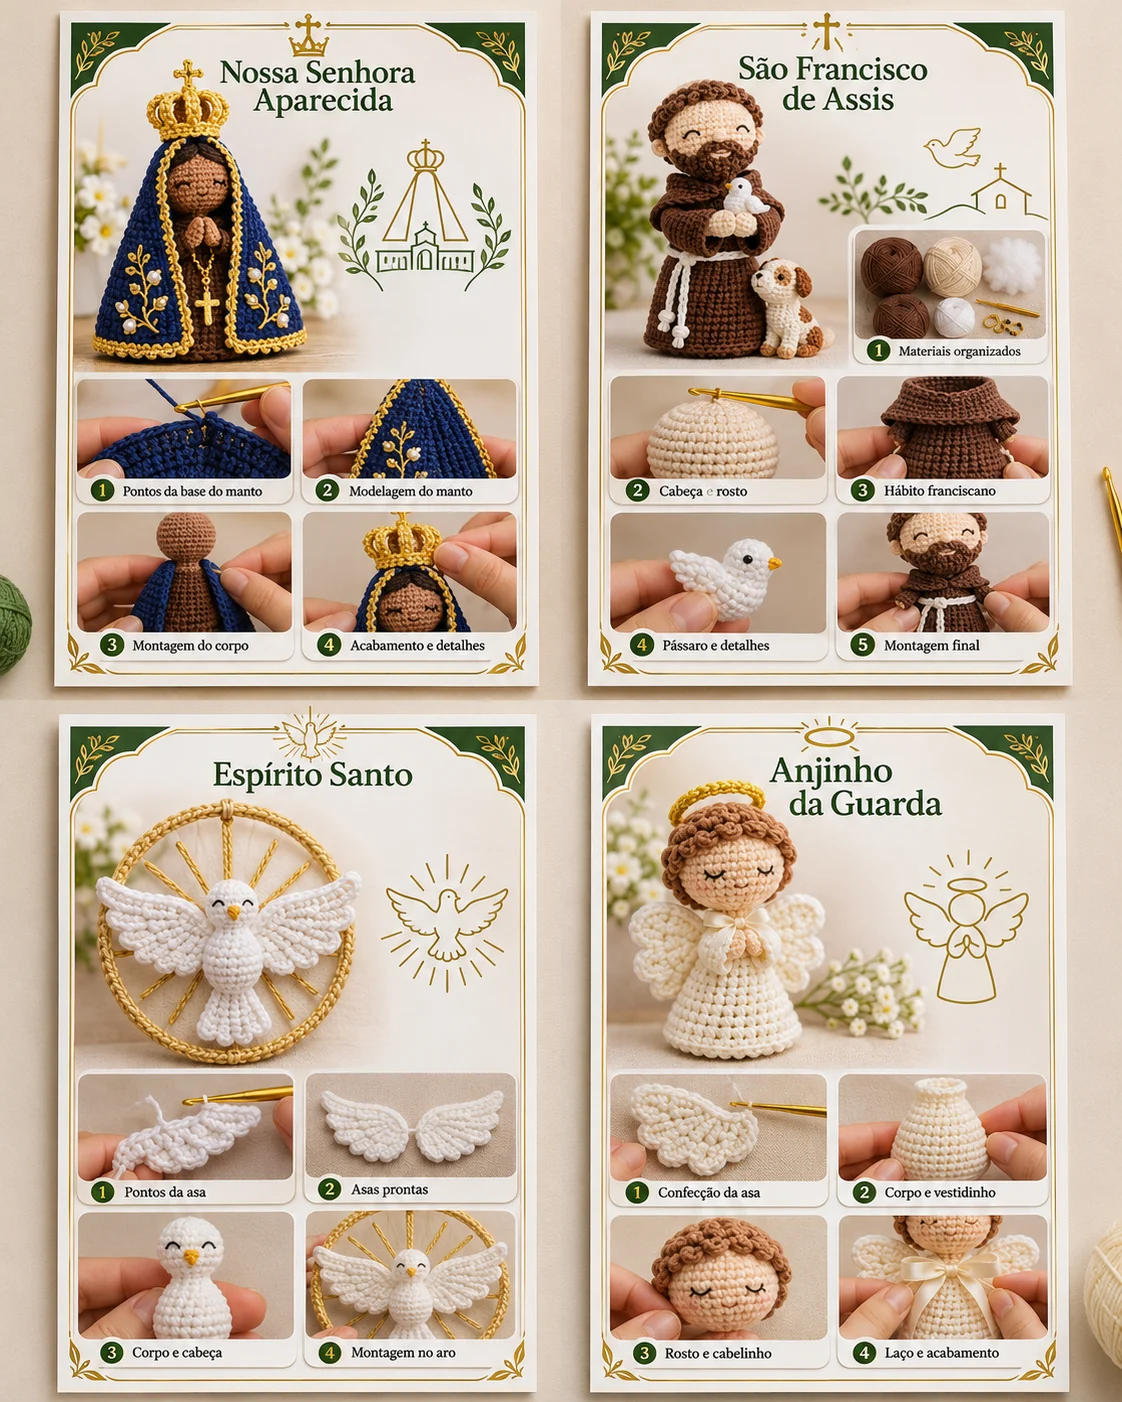 Nossa Senhora
Aparecida
1 Pontos da base do manto
2 Modelagem do manto
3 Montagem do corpo
4 Acabamento e detalhes
São Francisco
de Assis
1 Materiais organizados
2 Cabeça e rosto
3 Hábito franciscano
4 Pássaro e detalhes
5 Montagem final
Espírito Santo
1 Pontos da asa
2 Asas prontas
3 Corpo e cabeça
4 Montagem no aro
Anjinho
da Guarda
1 Confecção da asa
2 Corpo e vestidinho
3 Rosto e cabelinho
4 Laço e acabamento